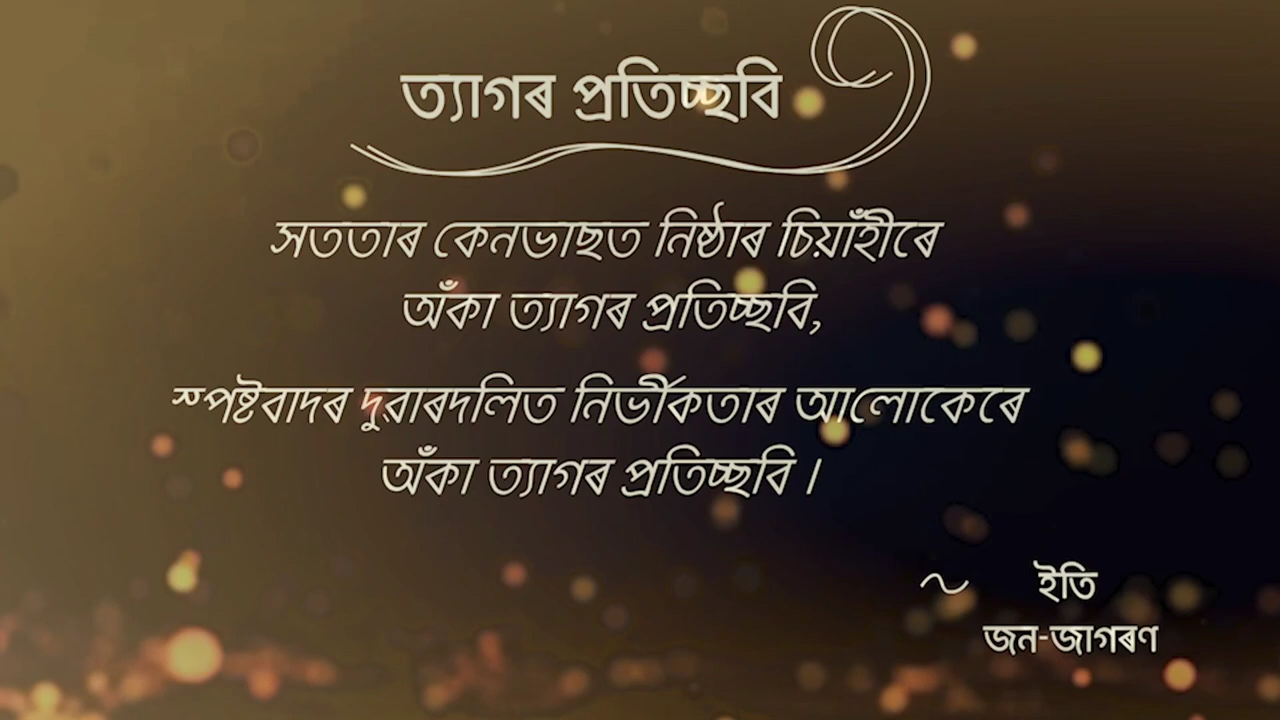 ত্যাগৰ প্ৰতিচ্ছবি
সততাৰ কেনভাছত নিষ্ঠাৰ চিয়াঁহীৰে
অঁকা ত্যাগৰ প্ৰতিচ্ছবি,
স্পষ্টবাদৰ দুৱাৰদলিত নিৰ্ভীকতাৰ আলোকেৰে
অঁকা ত্যাগৰ প্ৰতিচ্ছবি ।
~ ইতি
জন-জাগৰণ